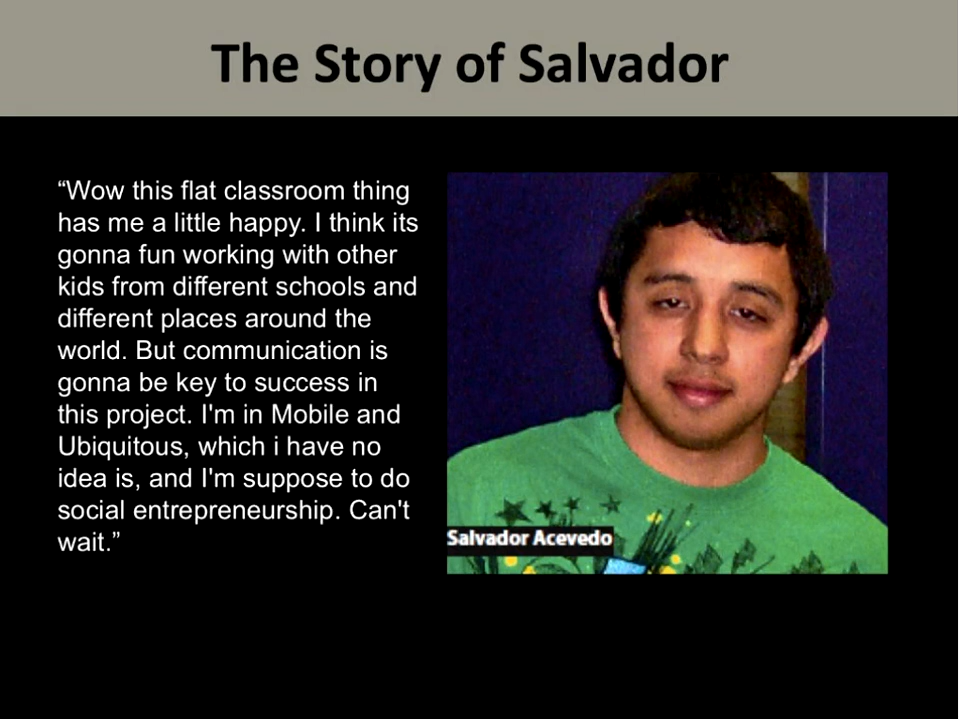 The Story of Salvador
“Wow this flat classroom thing
has me a little happy. I think its
gonna fun working with other
kids from different schools and
different places around the
world. But communication is
gonna be key to success in
this project. I'm in Mobile and
Ubiquitous, which i have no
idea is, and I'm suppose to do
social entrepreneurship. Can't
wait.”
Salvador Acevedo